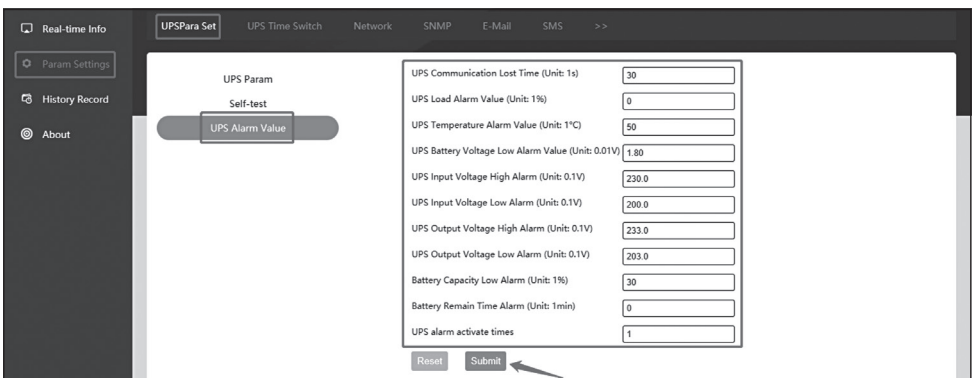 Real-time Info
Param Settings
History Record
About
UPSPara Set UPS Time Switch Network SNMP E-Mail SMS >>
UPS Param
Self-test
UPS Alarm Value
UPS Communication Lost Time (Unit: 1s) 30
UPS Load Alarm Value (Unit: 1%) 0
UPS Temperature Alarm Value (Unit: 1°C) 50
UPS Battery Voltage Low Alarm Value (Unit: 0.01V) 1.80
UPS Input Voltage High Alarm (Unit: 0.1V) 230.0
UPS Input Voltage Low Alarm (Unit: 0.1V) 200.0
UPS Output Voltage High Alarm (Unit: 0.1V) 233.0
UPS Output Voltage Low Alarm (Unit: 0.1V) 203.0
Battery Capacity Low Alarm (Unit: 1%) 30
Battery Remain Time Alarm (Unit: 1min) 0
UPS alarm activate times 1
Reset Submit